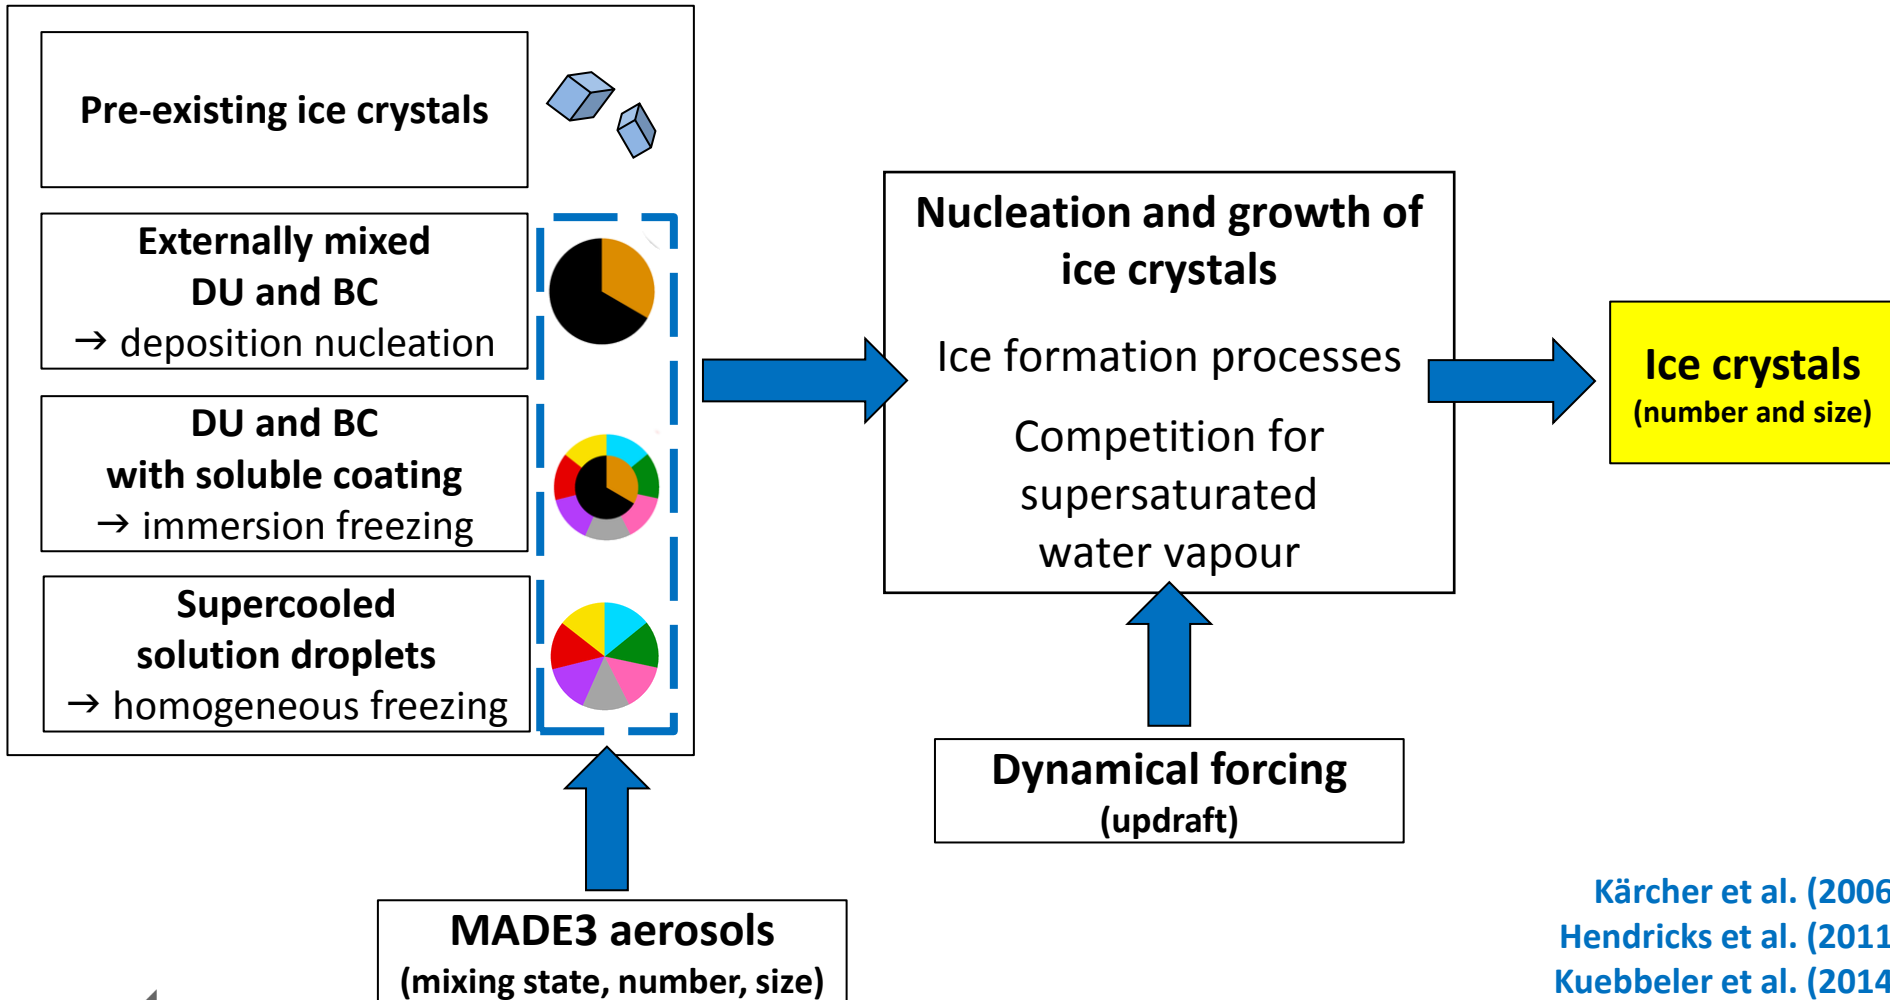 Pre-existing ice crystals
Externally mixed
DU and BC
→ deposition nucleation
DU and BC
with soluble coating
→ immersion freezing
Supercooled
solution droplets
→ homogeneous freezing
Nucleation and growth of
ice crystals
Ice formation processes
Competition for
supersaturated
water vapour
Ice crystals
(number and size)
Dynamical forcing
(updraft)
MADE3 aerosols
(mixing state, number, size)
Kärcher et al. (2006
Hendricks et al. (2011
Kuebbeler et al. (2014